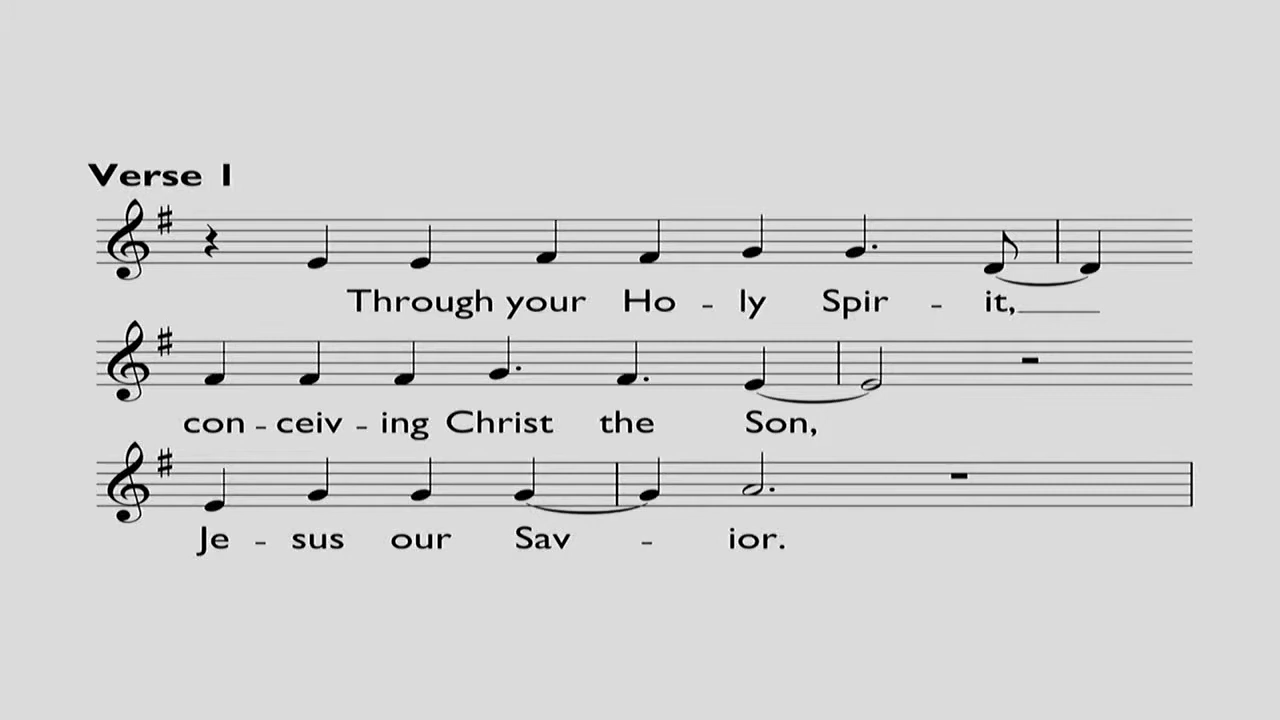 Verse 1
Through your Ho - ly Spir - it,
con - ceiv - ing Christ the Son,
Je - sus our Sav - ior.